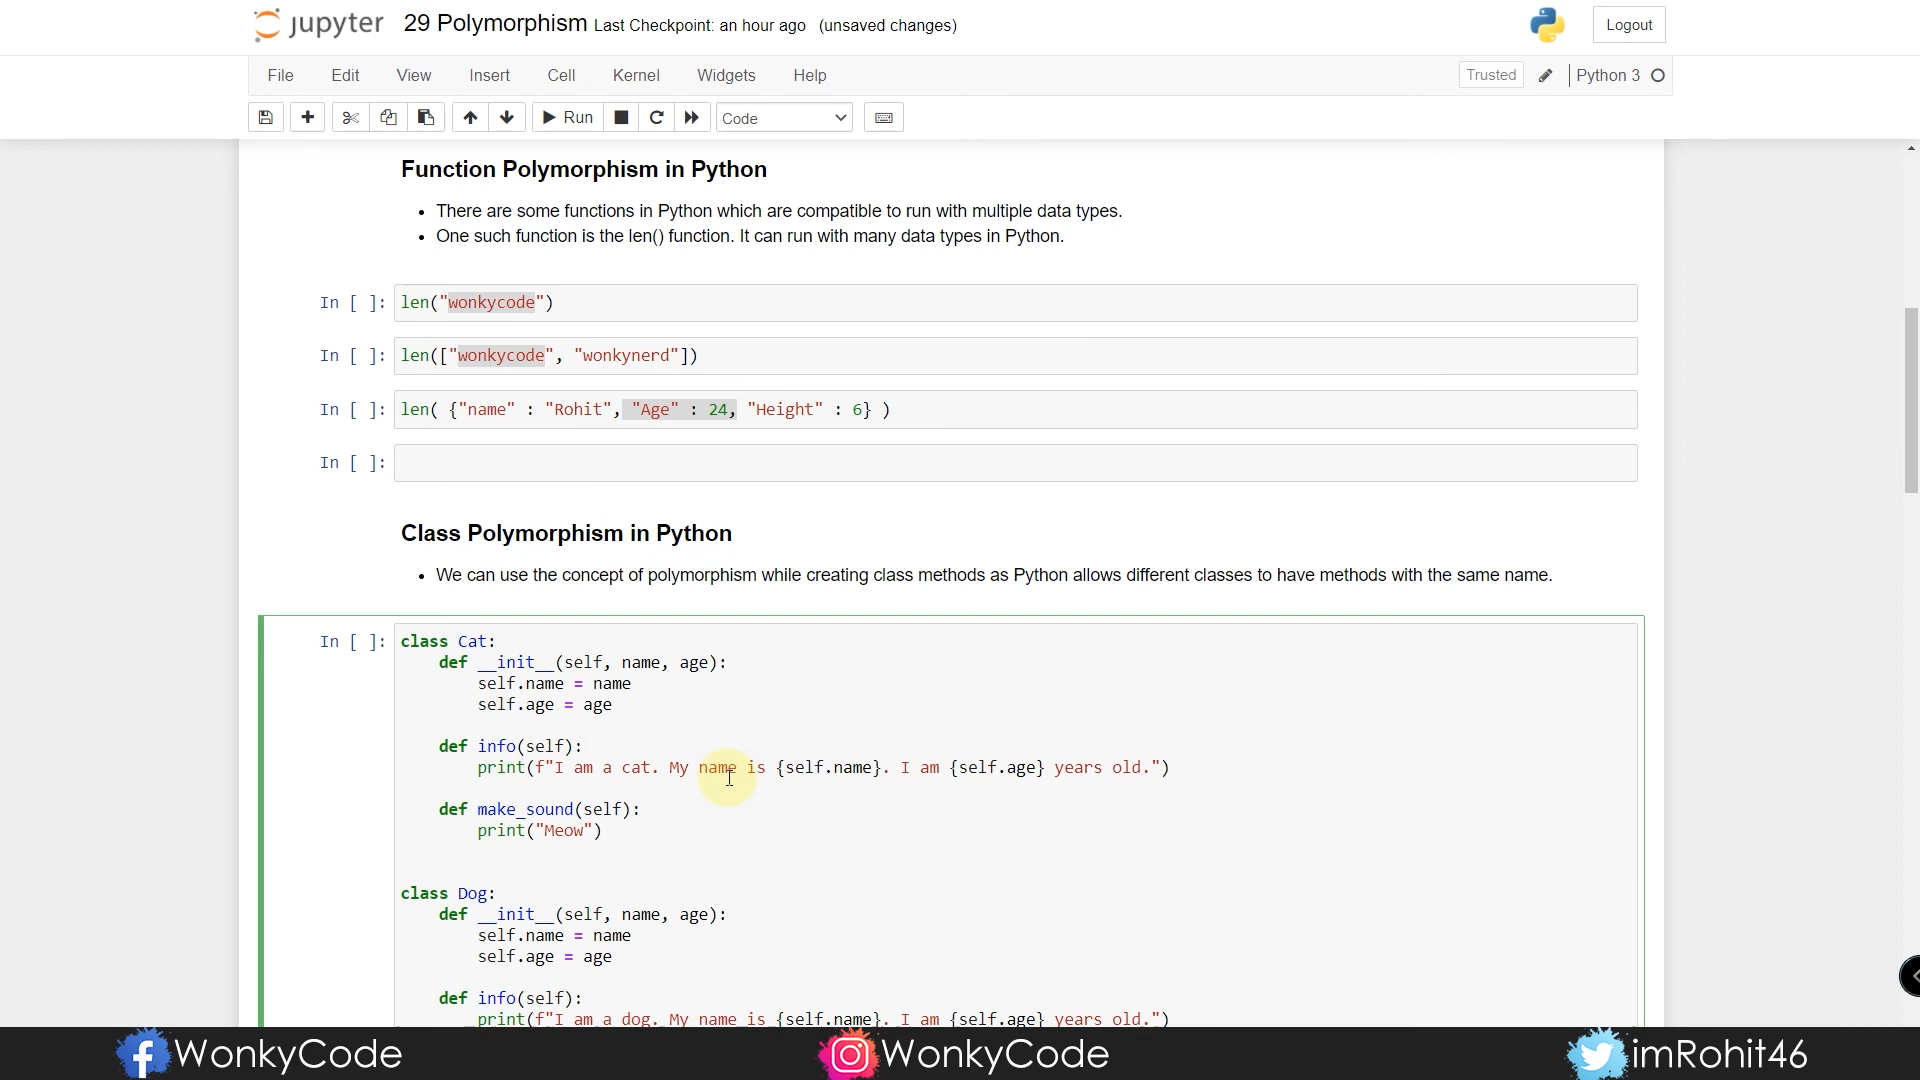 jupyter 29 Polymorphism Last Checkpoint: an hour ago (unsaved changes) Logout
File Edit View Insert Cell Kernel Widgets Help Trusted Python 3
Run Code
Function Polymorphism in Python
• There are some functions in Python which are compatible to run with multiple data types.
• One such function is the len() function. It can run with many data types in Python.
In [ ]: len("wonkycode")
In [ ]: len(["wonkycode", "wonkynerd"])
In [ ]: len( {"name" : "Rohit", "Age" : 24, "Height" : 6} )
In [ ]:
Class Polymorphism in Python
• We can use the concept of polymorphism while creating class methods as Python allows different classes to have methods with the same name.
In [ ]: class Cat:
    def __init__(self, name, age):
        self.name = name
        self.age = age
    def info(self):
        print(f"I am a cat. My name is {self.name}. I am {self.age} years old.")
    def make_sound(self):
        print("Meow")
class Dog:
    def __init__(self, name, age):
        self.name = name
        self.age = age
    def info(self):
        print(f"I am a dog. My name is {self.name}. I am {self.age} years old.")
WonkyCode WonkyCode imRohit46